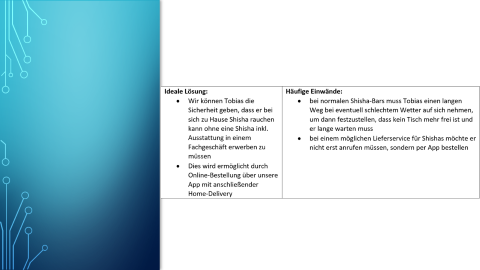 Ideale Lösung:
• Wir können Tobias die
Sicherheit geben, dass er bei
sich zu Hause Shisha rauchen
kann ohne eine Shisha inkl.
Ausstattung in einem
Fachgeschäft erwerben zu
müssen
• Dies wird ermöglicht durch
Online-Bestellung über unsere
App mit anschließender
Home-Delivery
Häufige Einwände:
• bei normalen Shisha-Bars muss Tobias einen langen
Weg bei eventuell schlechtem Wetter auf sich nehmen,
um dann festzustellen, dass kein Tisch mehr frei ist und
er lange warten muss
• bei einem möglichen Lieferservice für Shishas möchte er
nicht erst anrufen müssen, sondern per App bestellen